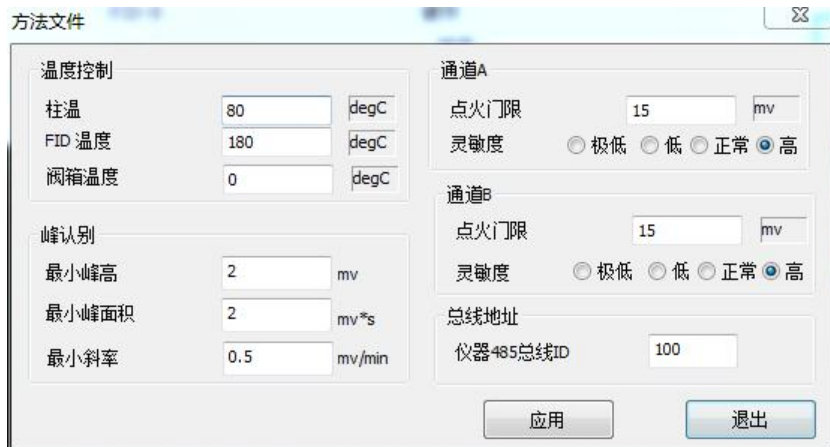 方法文件
温度控制
柱温 80 degC
FID 温度 180 degC
阀箱温度 0 degC
峰认别
最小峰高 2 mv
最小峰面积 2 mv*s
最小斜率 0.5 mv/min
通道A
点火门限 15 mv
灵敏度 极低 低 正常 高
通道B
点火门限 15 mv
灵敏度 极低 低 正常 高
总线地址
仪器485总线ID 100
应用 退出